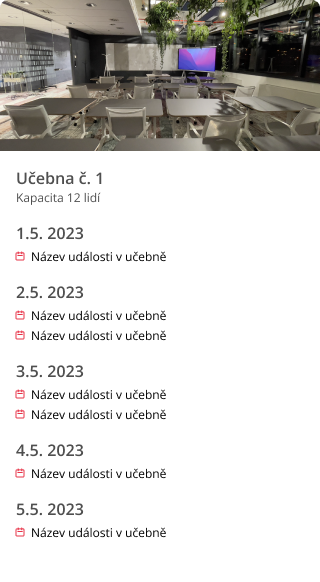 Učebna č. 1
Kapacita 12 lidí
1.5. 2023
Název události v učebně
2.5. 2023
Název události v učebně
Název události v učebně
3.5. 2023
Název události v učebně
Název události v učebně
4.5. 2023
Název události v učebně
5.5. 2023
Název události v učebně